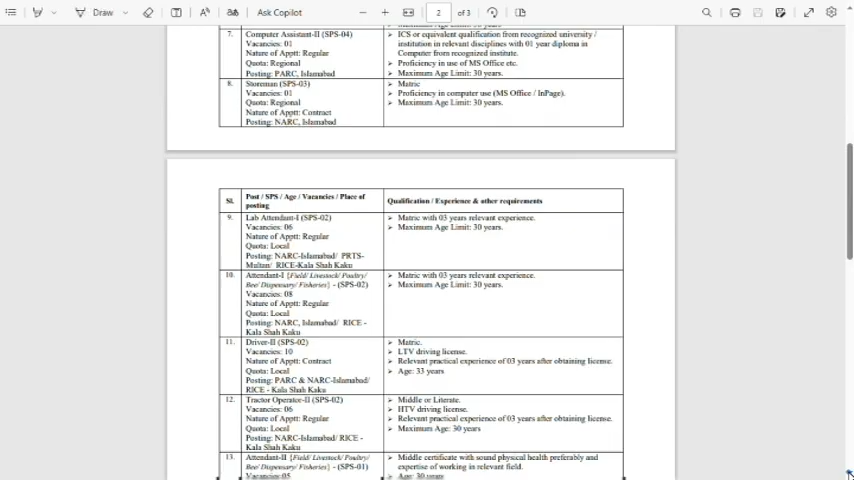 Draw
Ask Copilot
2 of 3
7. Computer Assistant-II (SPS-04)
Vacancies: 01
Nature of Apptt: Regular
Quota: Regional
Posting: PARC, Islamabad
➢ ICS or equivalent qualification from recognized university /
institution in relevant disciplines with 01 year diploma in
Computer from recognized institute.
➢ Proficiency in use of MS Office etc.
➢ Maximum Age Limit: 30 years.
8. Storeman (SPS-03)
Vacancies: 01
Quota: Regional
Nature of Apptt: Contract
Posting: NARC, Islamabad
➢ Matric
➢ Proficiency in computer use (MS Office / InPage).
➢ Maximum Age Limit: 30 years.
Sl. Post / SPS / Age / Vacancies / Place of
posting
Qualification / Experience & other requirements
9. Lab Attendant-I (SPS-02)
Vacancies: 06
Nature of Apptt: Regular
Quota: Local
Posting: NARC-Islamabad/ PRTS-
Multan/ RICE-Kala Shah Kaku
➢ Matric with 03 years relevant experience.
➢ Maximum Age Limit: 30 years.
10. Attendant-I {Field/ Livestock/ Poultry/
Bee/ Dispensary/ Fisheries} - (SPS-02)
Vacancies: 08
Nature of Apptt: Regular
Quota: Local
Posting: NARC, Islamabad/ RICE -
Kala Shah Kaku
➢ Matric with 03 years relevant experience.
➢ Maximum Age Limit: 30 years.
11. Driver-II (SPS-02)
Vacancies: 10
Nature of Apptt: Contract
Quota: Local
Posting: PARC & NARC-Islamabad/
RICE - Kala Shah Kaku
➢ Matric.
➢ LTV driving license.
➢ Relevant practical experience of 03 years after obtaining license.
➢ Age: 33 years
12. Tractor Operator-II (SPS-02)
Vacancies: 06
Nature of Apptt: Regular
Quota: Local
Posting: NARC-Islamabad/ RICE -
Kala Shah Kaku
➢ Middle or Literate.
➢ HTV driving license.
➢ Relevant practical experience of 03 years after obtaining license.
➢ Maximum Age: 30 years
13. Attendant-II {Field/ Livestock/ Poultry/
Bee/ Dispensary/ Fisheries} - (SPS-01)
Vacancies:05
➢ Middle certificate with sound physical health preferably and
expertise of working in relevant field.
➢ Age: 30 years